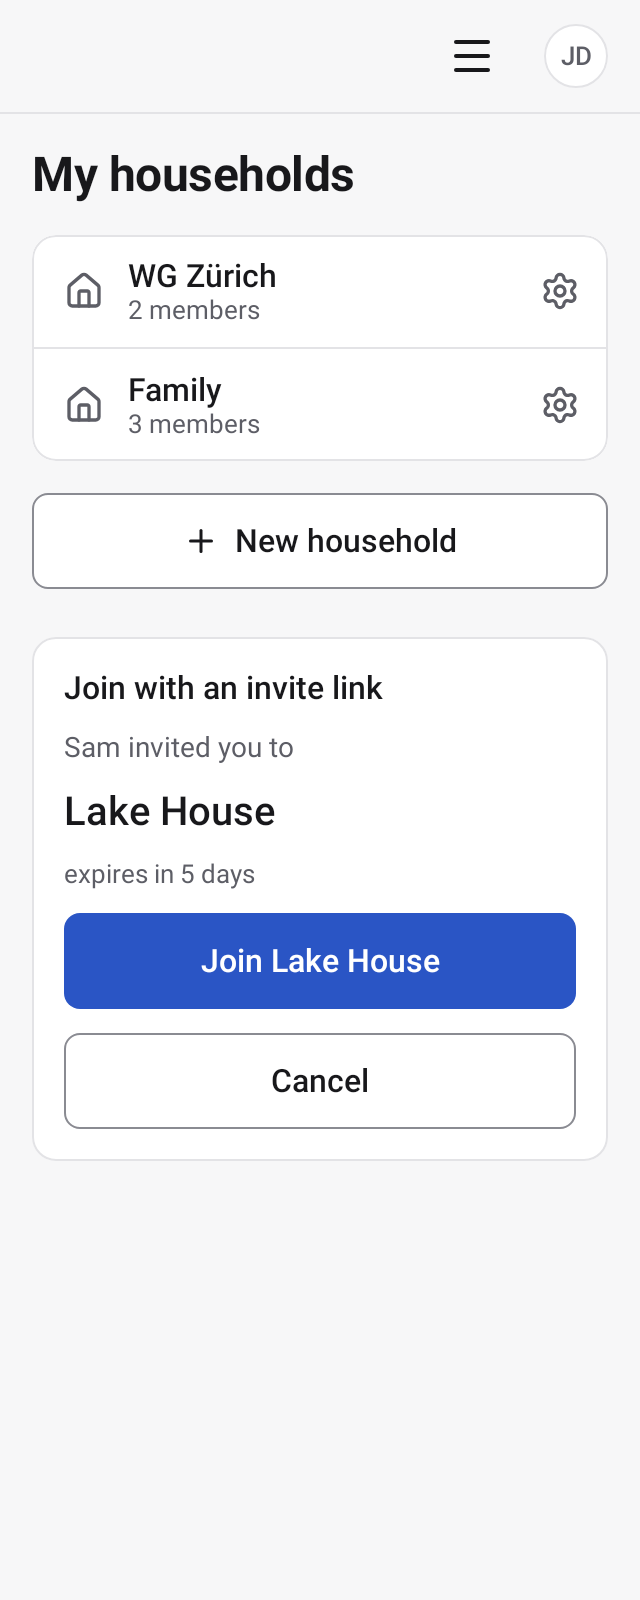 JD
My households
WG Zürich
2 members
Family
3 members
New household
Join with an invite link
Sam invited you to
Lake House
expires in 5 days
Join Lake House
Cancel